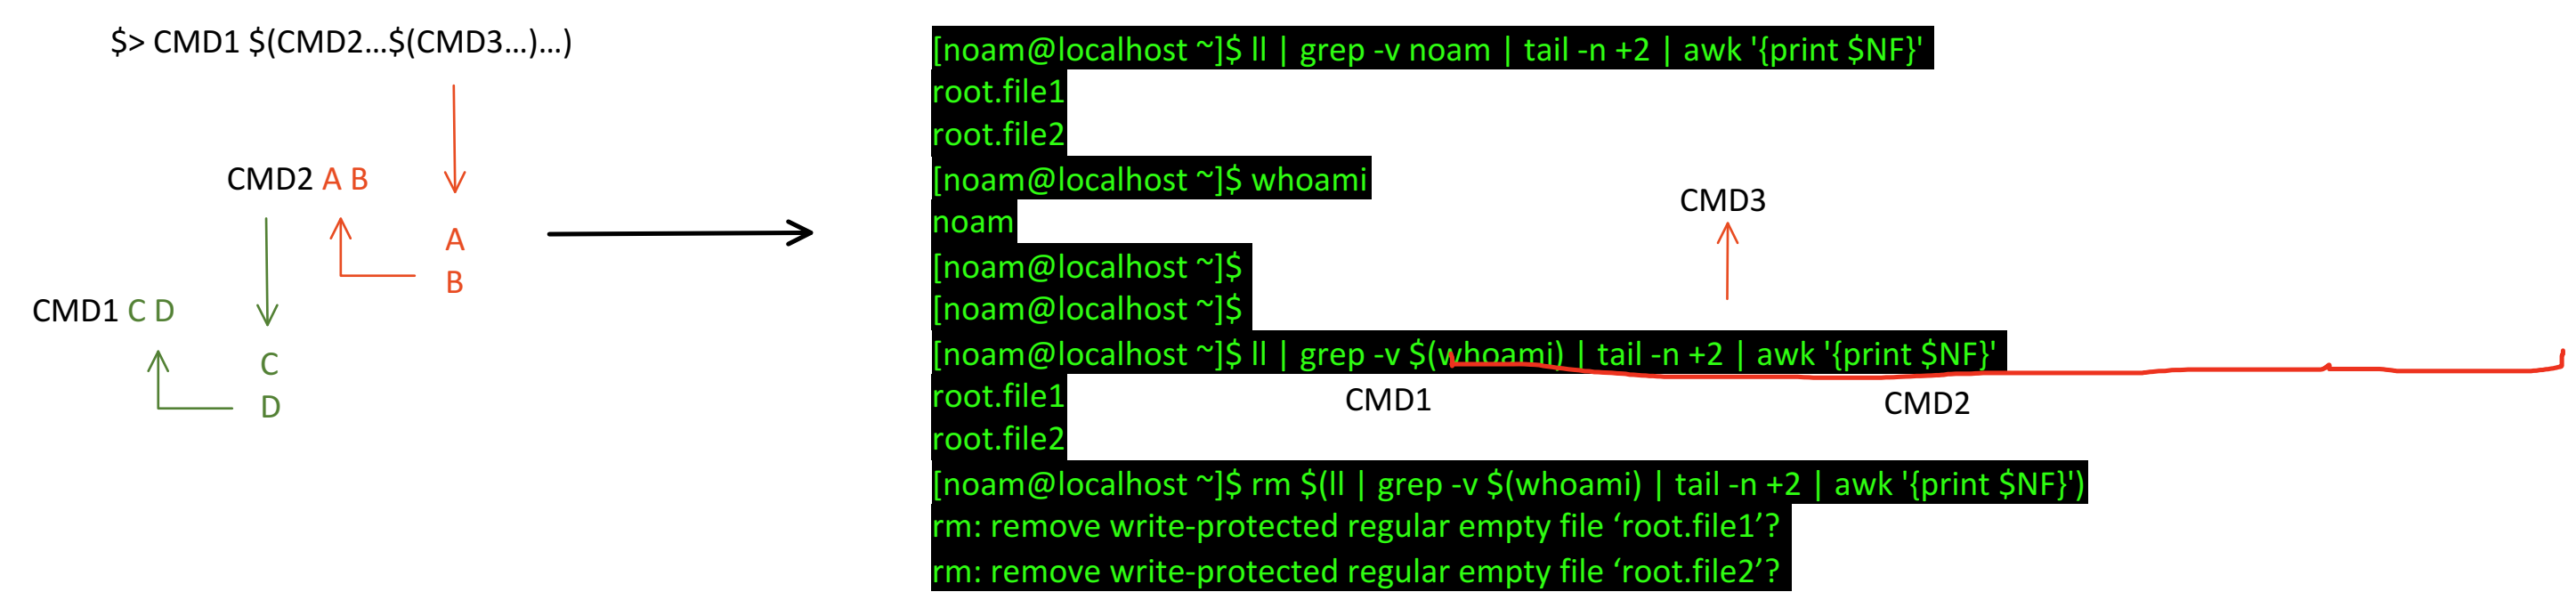 $> CMD1 $(CMD2...$(CMD3...)...)
CMD2 A B
A
B
CMD1 C D
C
D
[noam@localhost ~]$ ll | grep -v noam | tail -n +2 | awk '{print $NF}'
root.file1
root.file2
[noam@localhost ~]$ whoami
noam
[noam@localhost ~]$
[noam@localhost ~]$
CMD3
[noam@localhost ~]$ ll | grep -v $(whoami) | tail -n +2 | awk '{print $NF}'
root.file1
CMD1
CMD2
root.file2
[noam@localhost ~]$ rm $(ll | grep -v $(whoami) | tail -n +2 | awk '{print $NF}')
rm: remove write-protected regular empty file ‘root.file1’?
rm: remove write-protected regular empty file ‘root.file2’?